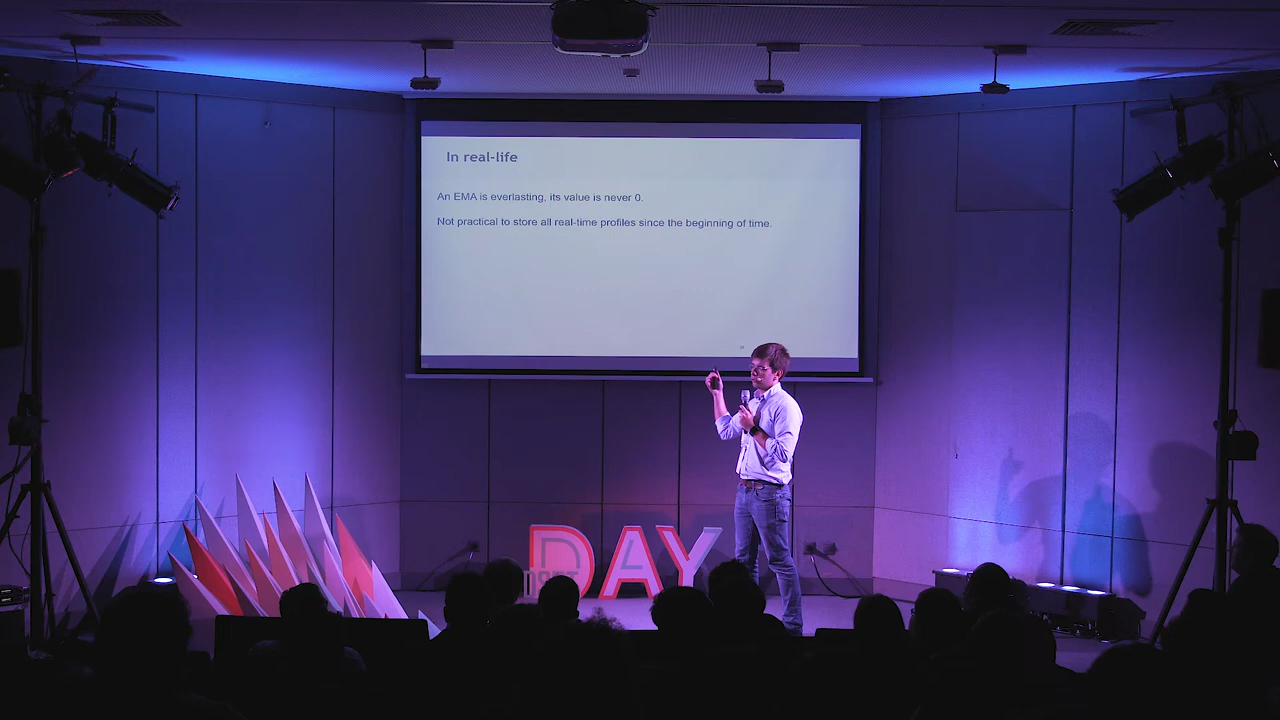 In real-life
An EMA is everlasting, its value is never 0.
Not practical to store all real-time profiles since the beginning of time.
DAY